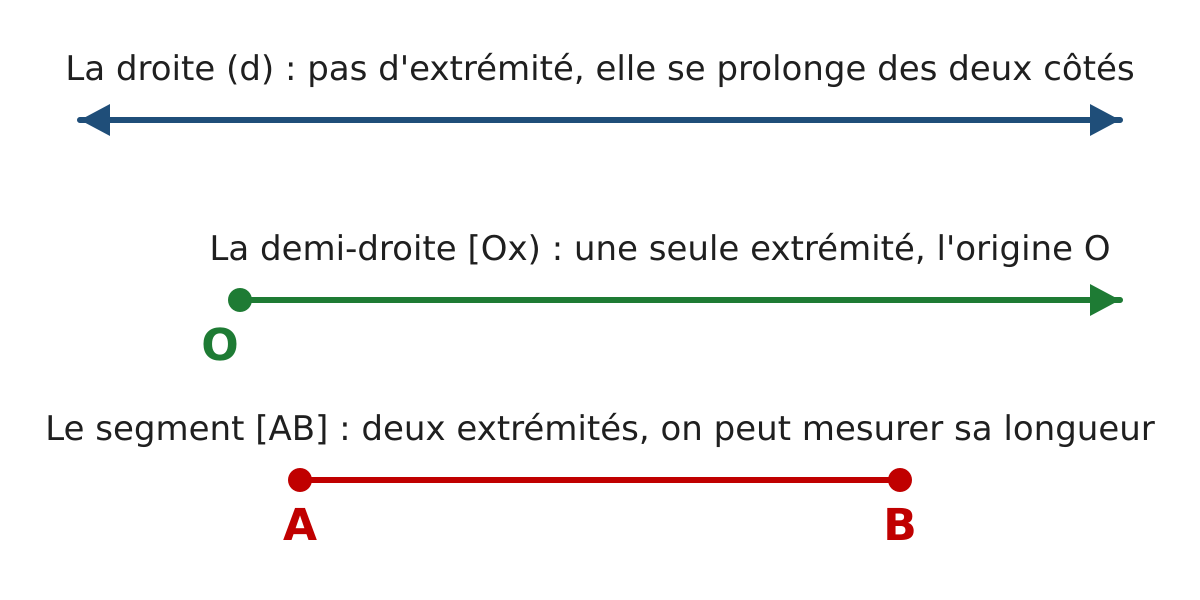 La droite (d) : pas d'extrémité, elle se prolonge des deux côtés
La demi-droite [Ox) : une seule extrémité, l'origine O
O
Le segment [AB] : deux extrémités, on peut mesurer sa longueur
A B